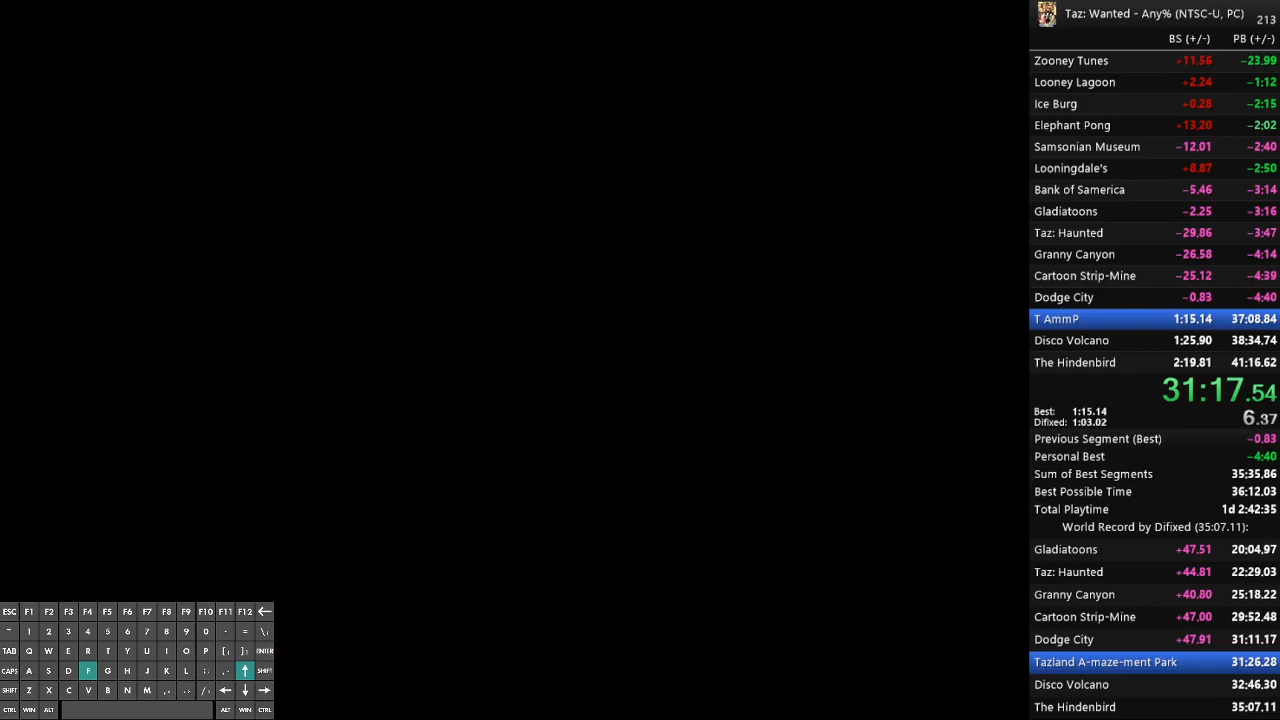 Taz: Wanted - Any% (NTSC-U, PC)
213
BS (+/-) PB (+/-)
Zooney Tunes +11.56 −23.99
Looney Lagoon +2.24 −1:12
Ice Burg +0.28 −2:15
Elephant Pong +13.20 −2:02
Samsonian Museum −12.01 −2:40
Looningdale's +8.87 −2:50
Bank of Samerica −5.46 −3:14
Gladiatoons −2.25 −3:16
Taz: Haunted −29.86 −3:47
Granny Canyon −26.58 −4:14
Cartoon Strip-Mine −25.12 −4:39
Dodge City −0.83 −4:40
T AmmP 1:15.14 37:08.84
Disco Volcano 1:25.90 38:34.74
The Hindenbird 2:19.81 41:16.62
31:17.54
Best: 1:15.14
Difixed: 1:03.02
6.37
Previous Segment (Best) −0.83
Personal Best −4:40
Sum of Best Segments 35:35.86
Best Possible Time 36:12.03
Total Playtime 1d 2:42:35
World Record by Difixed (35:07.11):
Gladiatoons +47.51 20:04.97
Taz: Haunted +44.81 22:29.03
Granny Canyon +40.80 25:18.22
Cartoon Strip-Mine +47.00 29:52.48
Dodge City +47.91 31:11.17
Tazland A-maze-ment Park 31:26.28
Disco Volcano 32:46.30
The Hindenbird 35:07.11
ESC F1 F2 F3 F4 F5 F6 F7 F8 F9 F10 F11 F12 ←
~ 1 2 3 4 5 6 7 8 9 0 - = \|
TAB Q W E R T Y U I O P [{ ]} ENTER
CAPS A S D F G H J K L ;: ,. ↑ SHIFT
SHIFT Z X C V B N M ,< .> /? ← ↓ →
CTRL WIN ALT ALT WIN CTRL